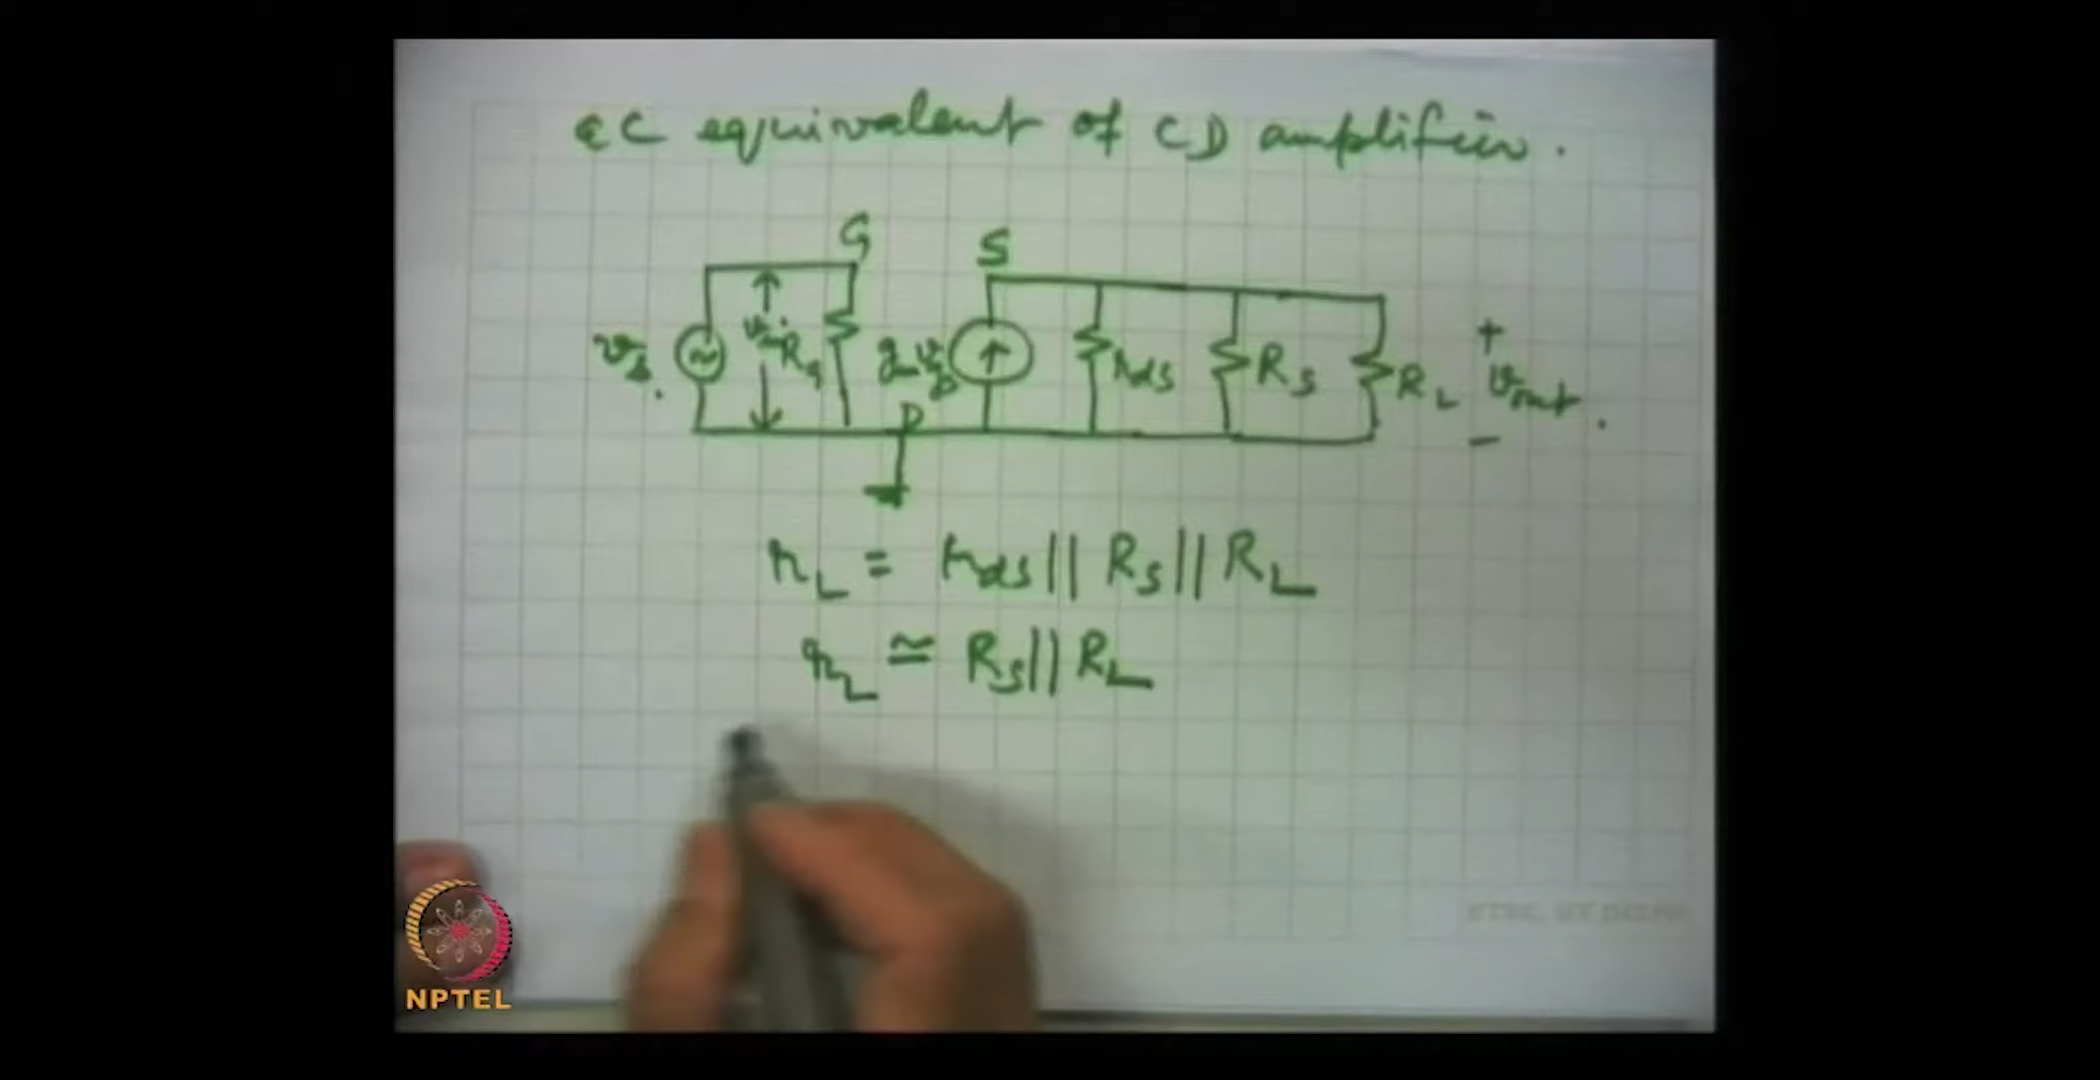 ac equivalent of CD amplifier.
G
S
vs
vin
RG
gmvgs
rds
RS
RL
+
vout
−
D
rL = rds || RS || RL
rL ≃ RS || RL
NPTEL